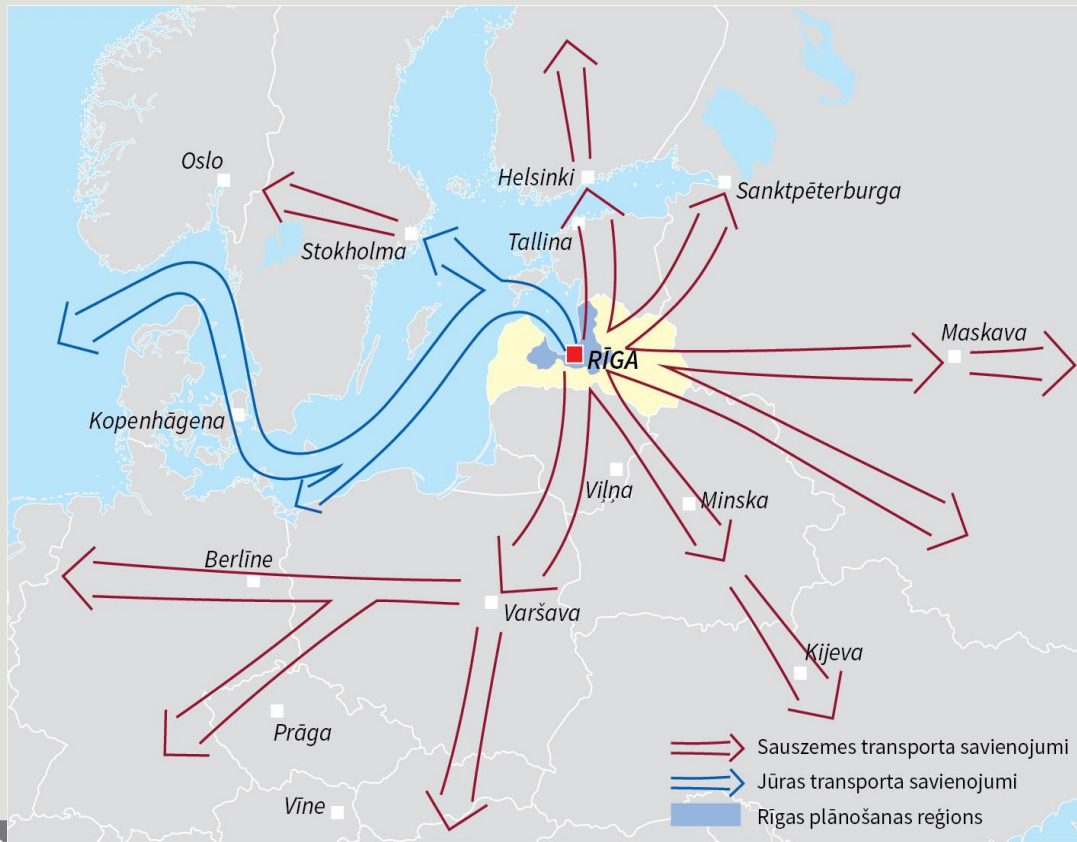 Oslo
Helsinki
Sanktpēterburga
Stokholma
Tallina
Maskava
RĪGA
Kopenhāgena
Viļņa
Minska
Berlīne
Varšava
Kijeva
Prāga
Vīne
Sauszemes transporta savienojumi
Jūras transporta savienojumi
Rīgas plānošanas reģions